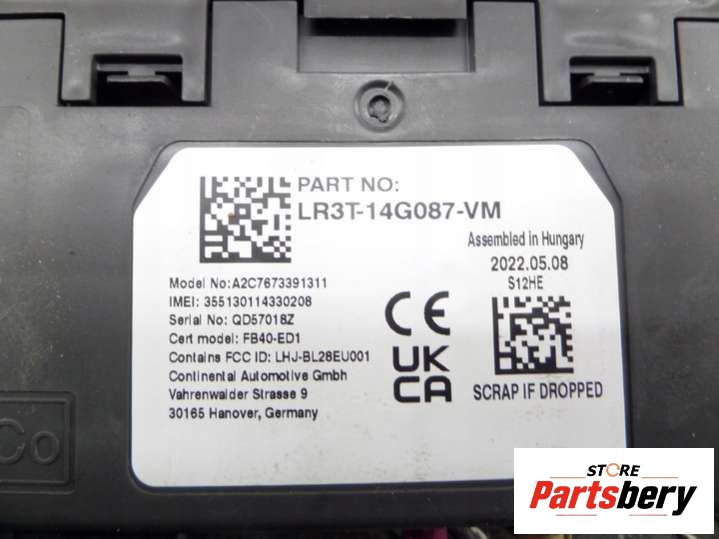 PART NO:
LR3T-14G087-VM
Assembled in Hungary
2022.05.08
S12HE
Model No:A2C7673391311
IMEI: 355130114330208
Serial No: QD57018Z
Cert model: FB40-ED1
Contains FCC ID: LHJ-BL28EU001
Continental Automotive Gmbh
Vahrenwalder Strasse 9
30165 Hanover, Germany
CE
UK
CA
SCRAP IF DROPPED
Co
STORE
Partsbery